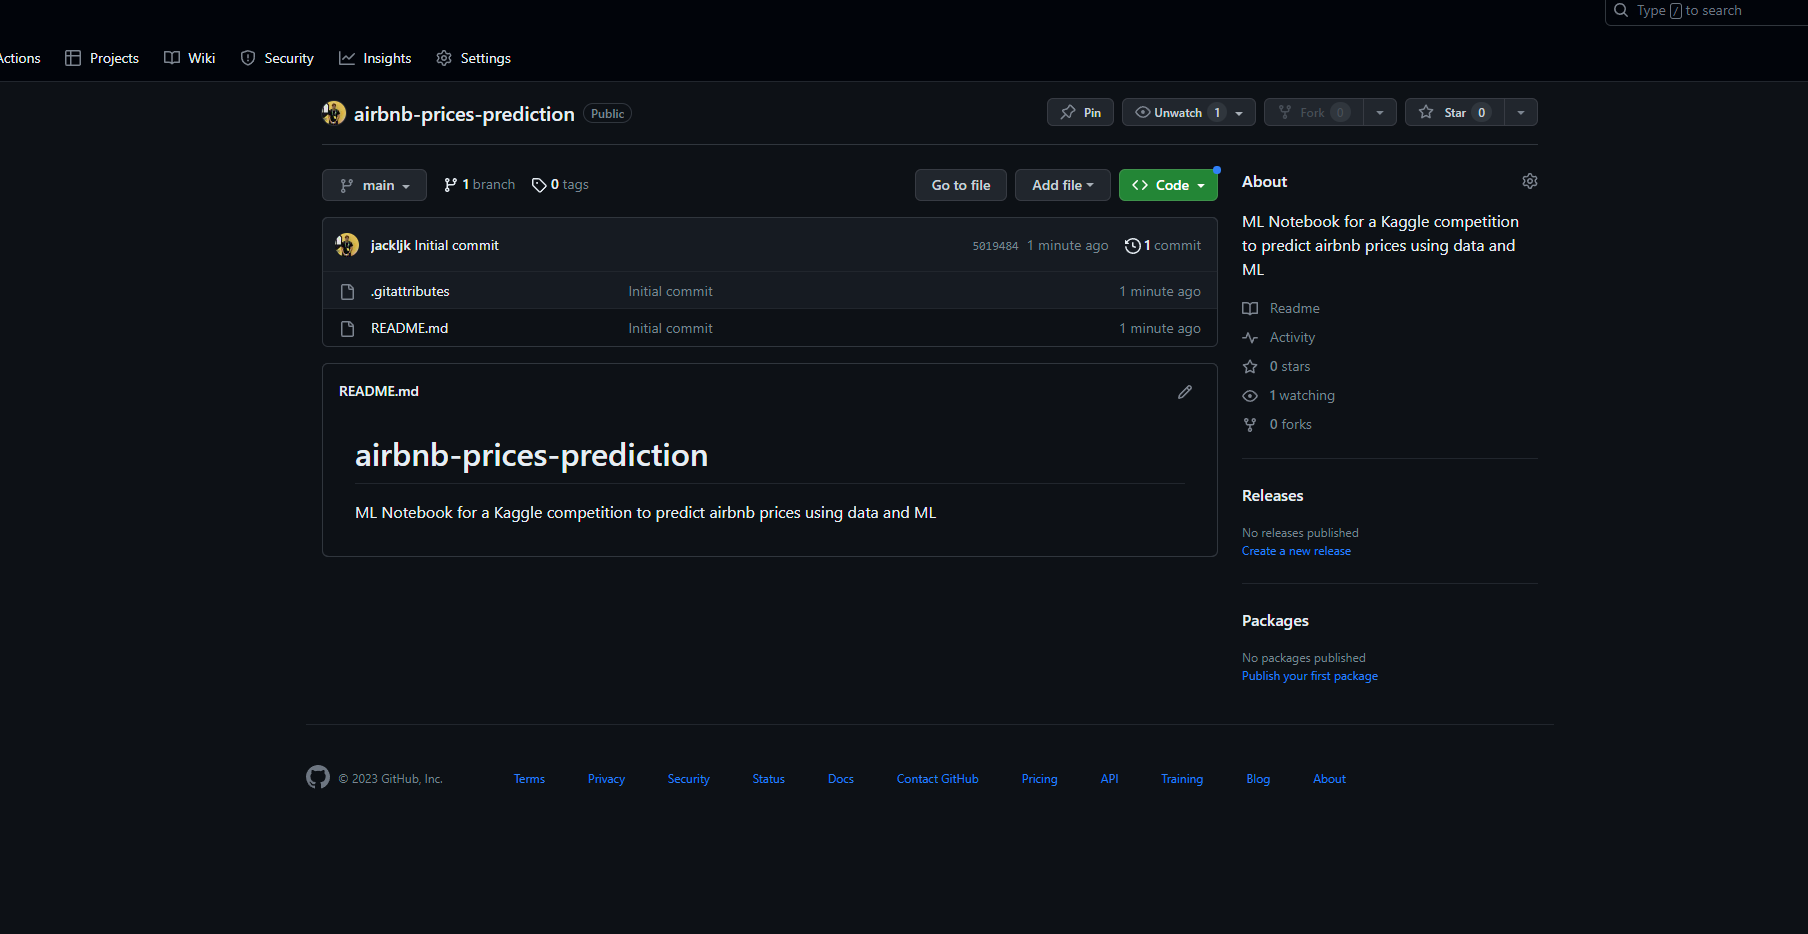 Type / to search
Actions Projects Wiki Security Insights Settings
airbnb-prices-prediction Public Pin Unwatch 1 Fork 0 Star 0
main 1 branch 0 tags Go to file Add file <> Code
jackljk Initial commit 5019484 1 minute ago 1 commit
.gitattributes Initial commit 1 minute ago
README.md Initial commit 1 minute ago
README.md
airbnb-prices-prediction
ML Notebook for a Kaggle competition to predict airbnb prices using data and ML
About
ML Notebook for a Kaggle competition
to predict airbnb prices using data and
ML
Readme
Activity
0 stars
1 watching
0 forks
Releases
No releases published
Create a new release
Packages
No packages published
Publish your first package
© 2023 GitHub, Inc. Terms Privacy Security Status Docs Contact GitHub Pricing API Training Blog About